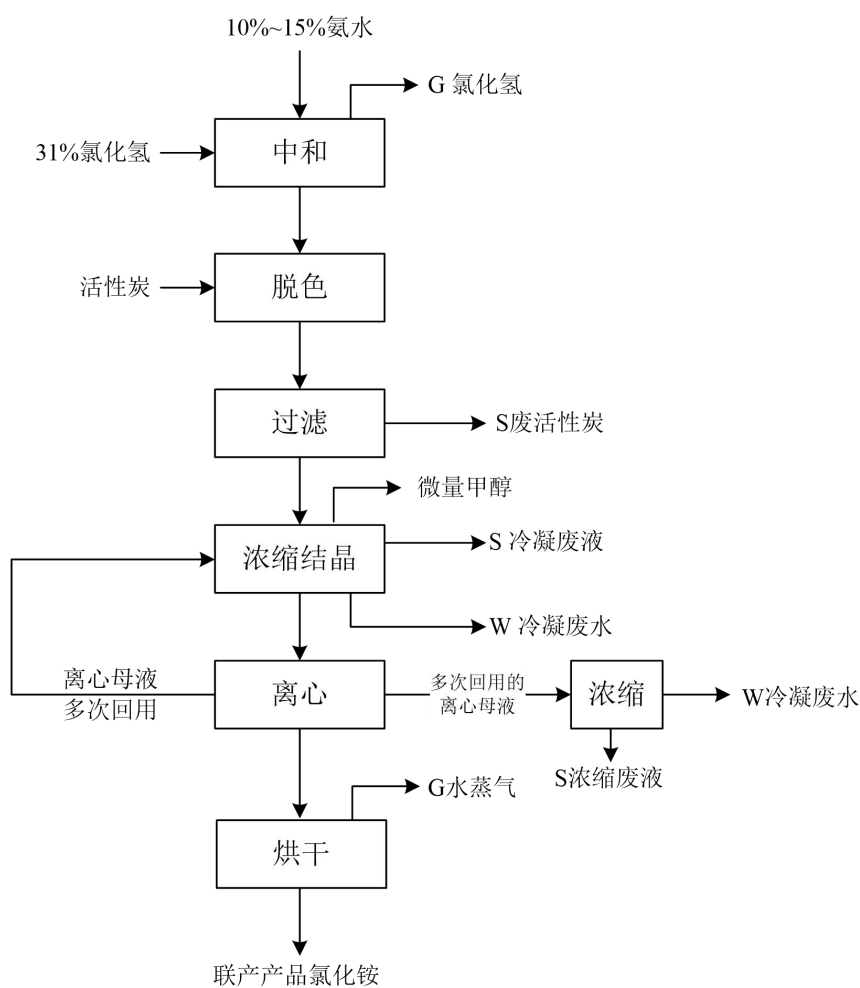 10%~15%氨水
G 氯化氢
31%氯化氢
中和
活性炭
脱色
过滤
S废活性炭
微量甲醇
浓缩结晶
S 冷凝废液
W 冷凝废水
离心母液
多次回用
离心
多次回用的
离心母液
浓缩
W冷凝废水
S浓缩废液
G水蒸气
烘干
联产产品氯化铵